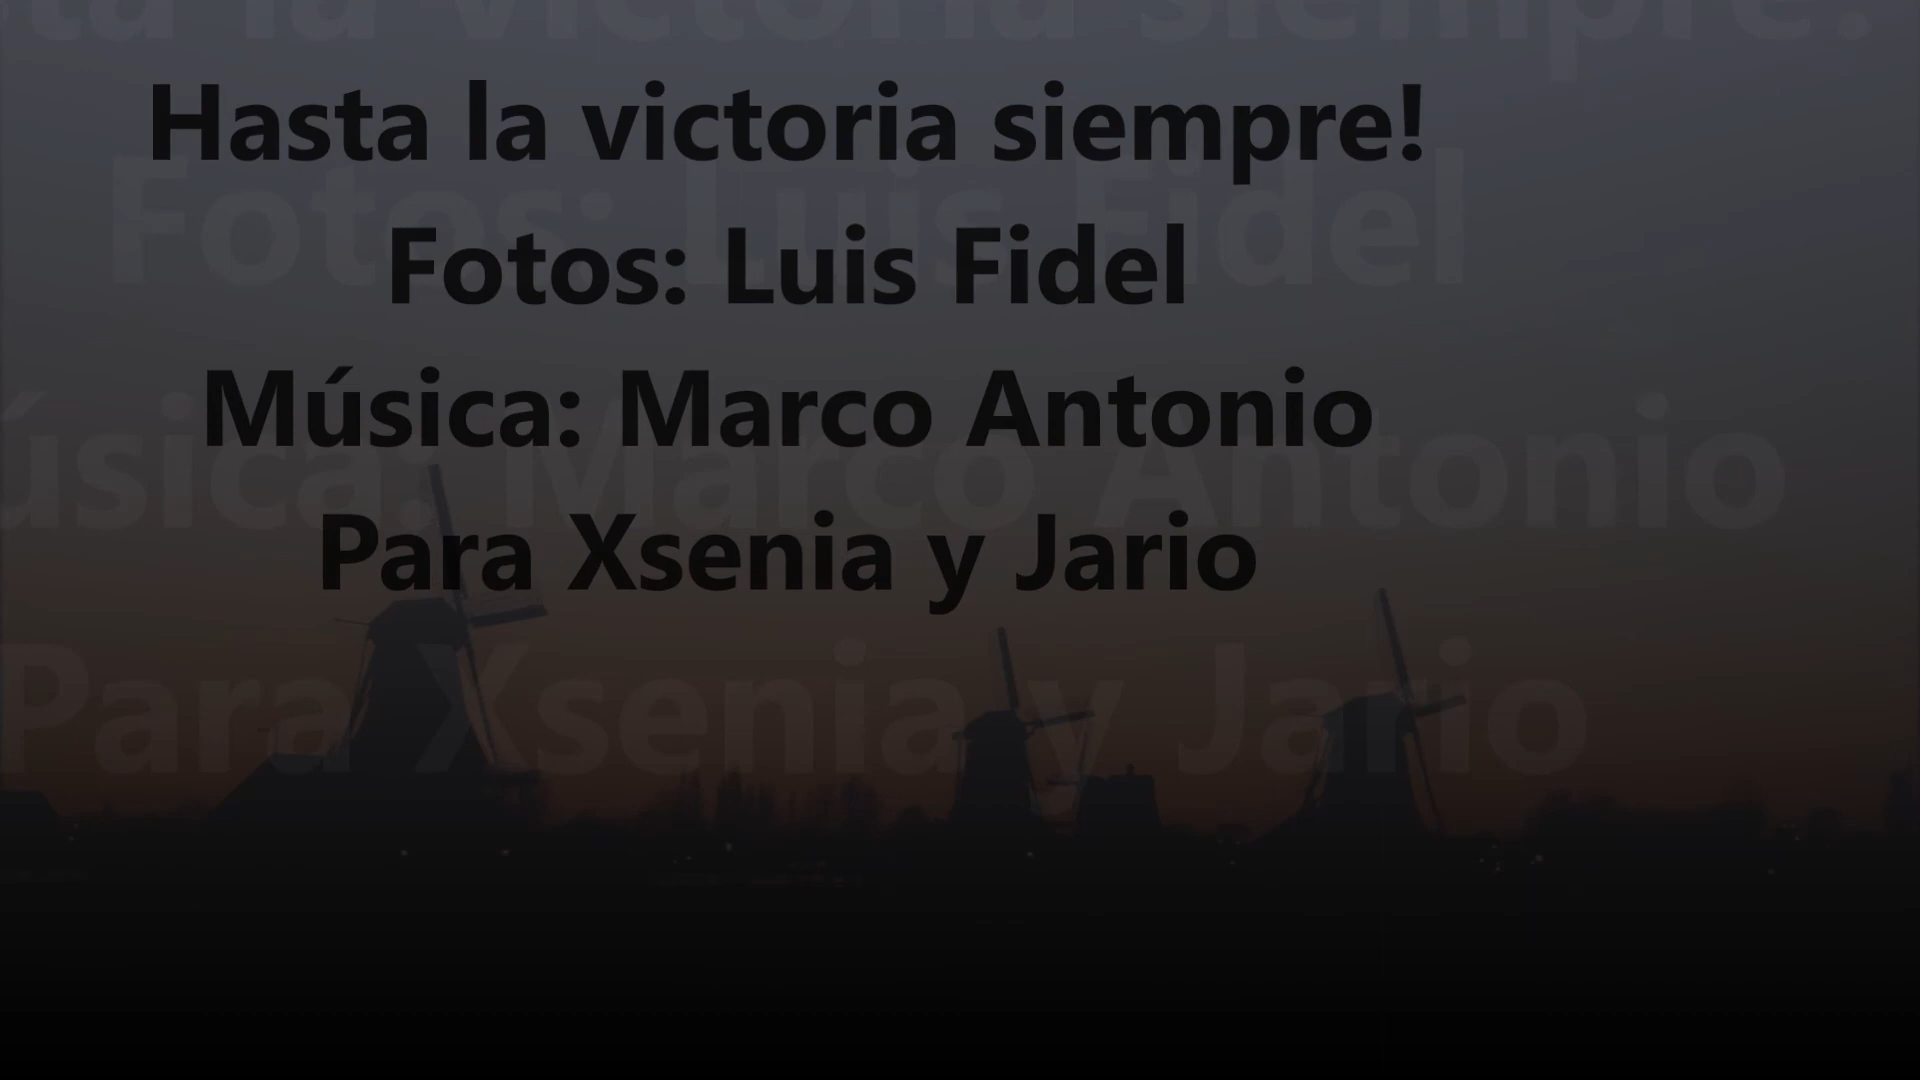 Hasta la victoria siempre!
Fotos: Luis Fidel
Música: Marco Antonio
Para Xsenia y Jario